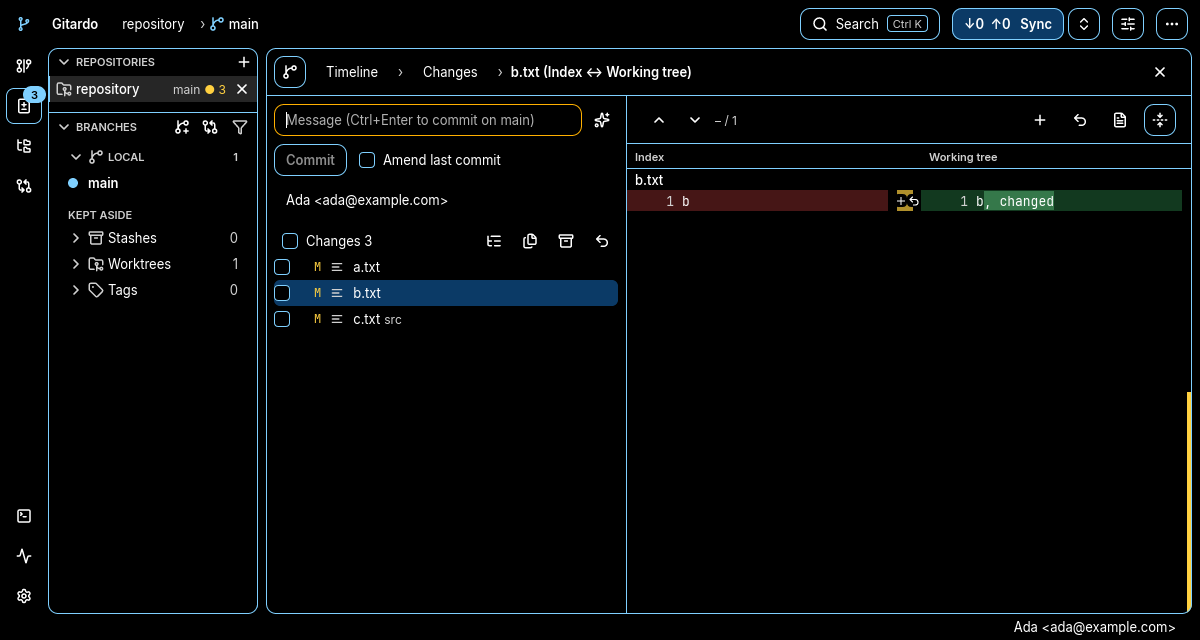 Gitardo repository › main Search Ctrl K ↓0 ↑0 Sync
3
REPOSITORIES
repository main 3
BRANCHES
LOCAL 1
main
KEPT ASIDE
Stashes 0
Worktrees 1
Tags 0
Timeline › Changes › b.txt (Index ↔ Working tree)
Message (Ctrl+Enter to commit on main)
Commit Amend last commit
Ada <ada@example.com>
Changes 3
M a.txt
M b.txt
M c.txt src
– / 1
Index Working tree
b.txt
1 b 1 b, changed
Ada <ada@example.com>